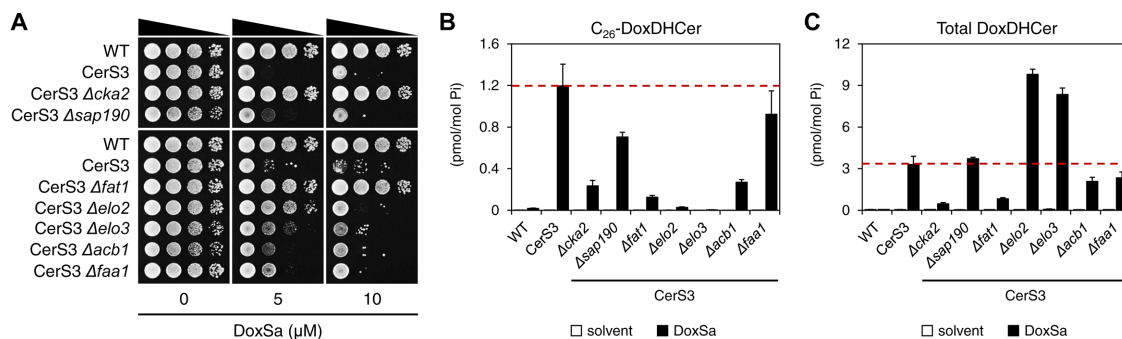 A
WT
CerS3
CerS3 Δcka2
CerS3 Δsap190
WT
CerS3
CerS3 Δfat1
CerS3 Δelo2
CerS3 Δelo3
CerS3 Δacb1
CerS3 Δfaa1
0 5 10
DoxSa (µM)
B
C26-DoxDHCer
(pmol/mol Pi)
1.6
1.2
0.8
0.4
0
WT CerS3 Δcka2 Δsap190 Δfat1 Δelo2 Δelo3 Δacb1 Δfaa1
CerS3
solvent DoxSa
C
Total DoxDHCer
(pmol/mol Pi)
12
9
6
3
0
WT CerS3 Δcka2 Δsap190 Δfat1 Δelo2 Δelo3 Δacb1 Δfaa1
CerS3
solvent DoxSa